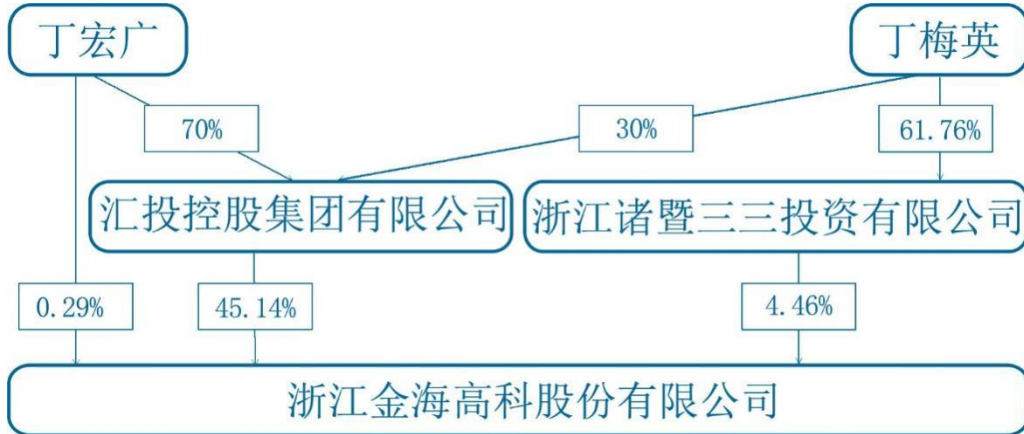 丁宏广
丁梅英
70%
30%
61.76%
汇投控股集团有限公司
浙江诸暨三三投资有限公司
0.29%
45.14%
4.46%
浙江金海高科股份有限公司